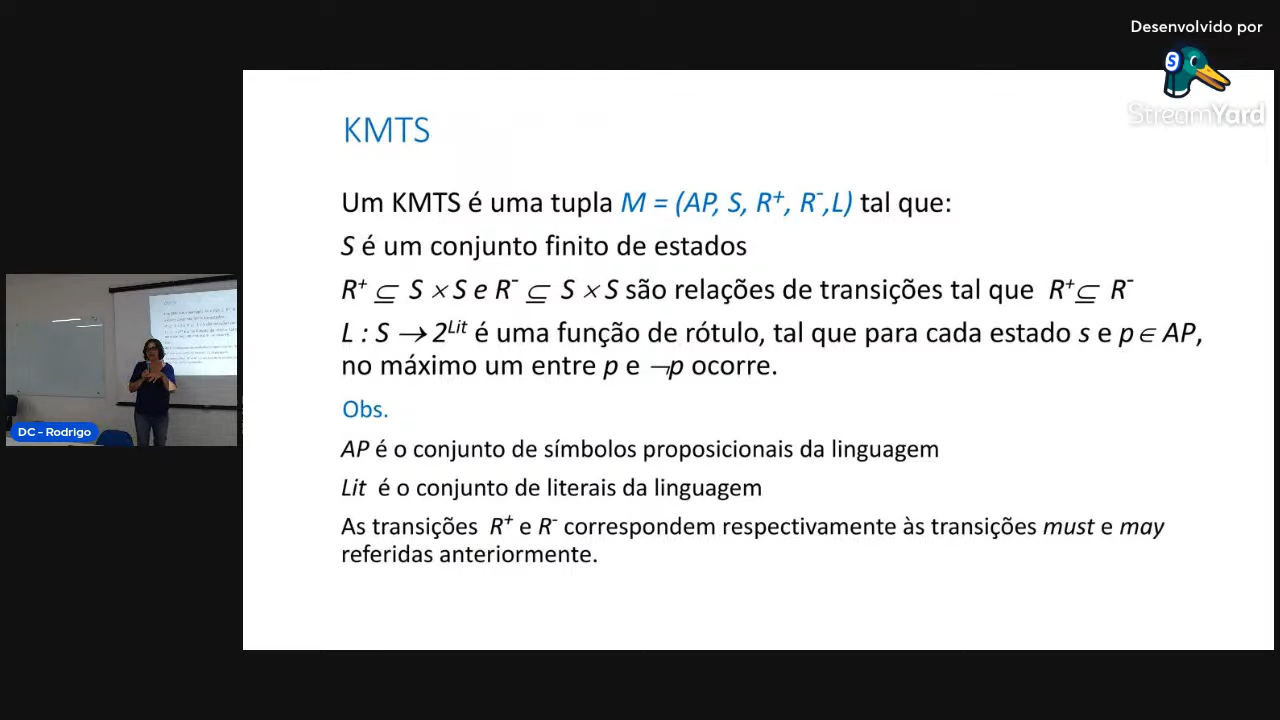 Desenvolvido por
StreamYard
KMTS
Um KMTS é uma tupla M = (AP, S, R⁺, R⁻,L) tal que:
S é um conjunto finito de estados
R⁺ ⊆ S × S e R⁻ ⊆ S × S são relações de transições tal que R⁺⊆ R⁻
L : S → 2^Lit é uma função de rótulo, tal que para cada estado s e p ∈ AP,
no máximo um entre p e ¬p ocorre.
Obs.
AP é o conjunto de símbolos proposicionais da linguagem
Lit é o conjunto de literais da linguagem
As transições R⁺ e R⁻ correspondem respectivamente às transições must e may
referidas anteriormente.
DC - Rodrigo